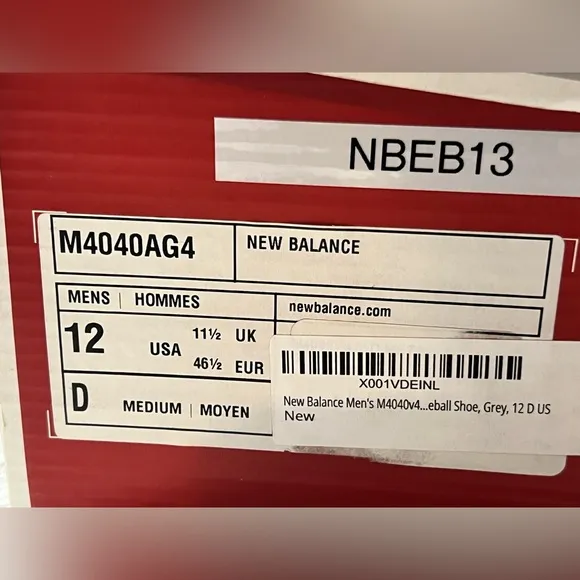 NBEB13
M4040AG4
NEW BALANCE
MENS | HOMMES
newbalance.com
12 USA 11½ UK
46½ EUR
D MEDIUM | MOYEN
X001VDEINL
New Balance Men's M4040v4...eball Shoe, Grey, 12 D US
New